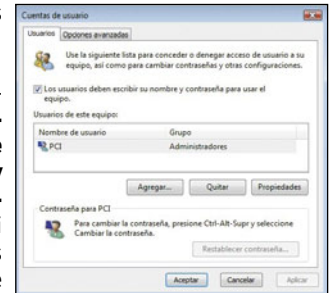 Cuentas de usuario
Usuarios Opciones avanzadas
Use la siguiente lista para conceder o denegar acceso de usuario a su
equipo, así como para cambiar contraseñas y otras configuraciones.
Los usuarios deben escribir su nombre y contraseña para usar el
equipo.
Usuarios de este equipo:
Nombre de usuario Grupo
PCI Administradores
Agregar... Quitar Propiedades
Contraseña para PCI
Para cambiar la contraseña, presione Ctrl-Alt-Supr y seleccione
Cambiar la contraseña.
Restablecer contraseña...
Aceptar Cancelar Aplicar